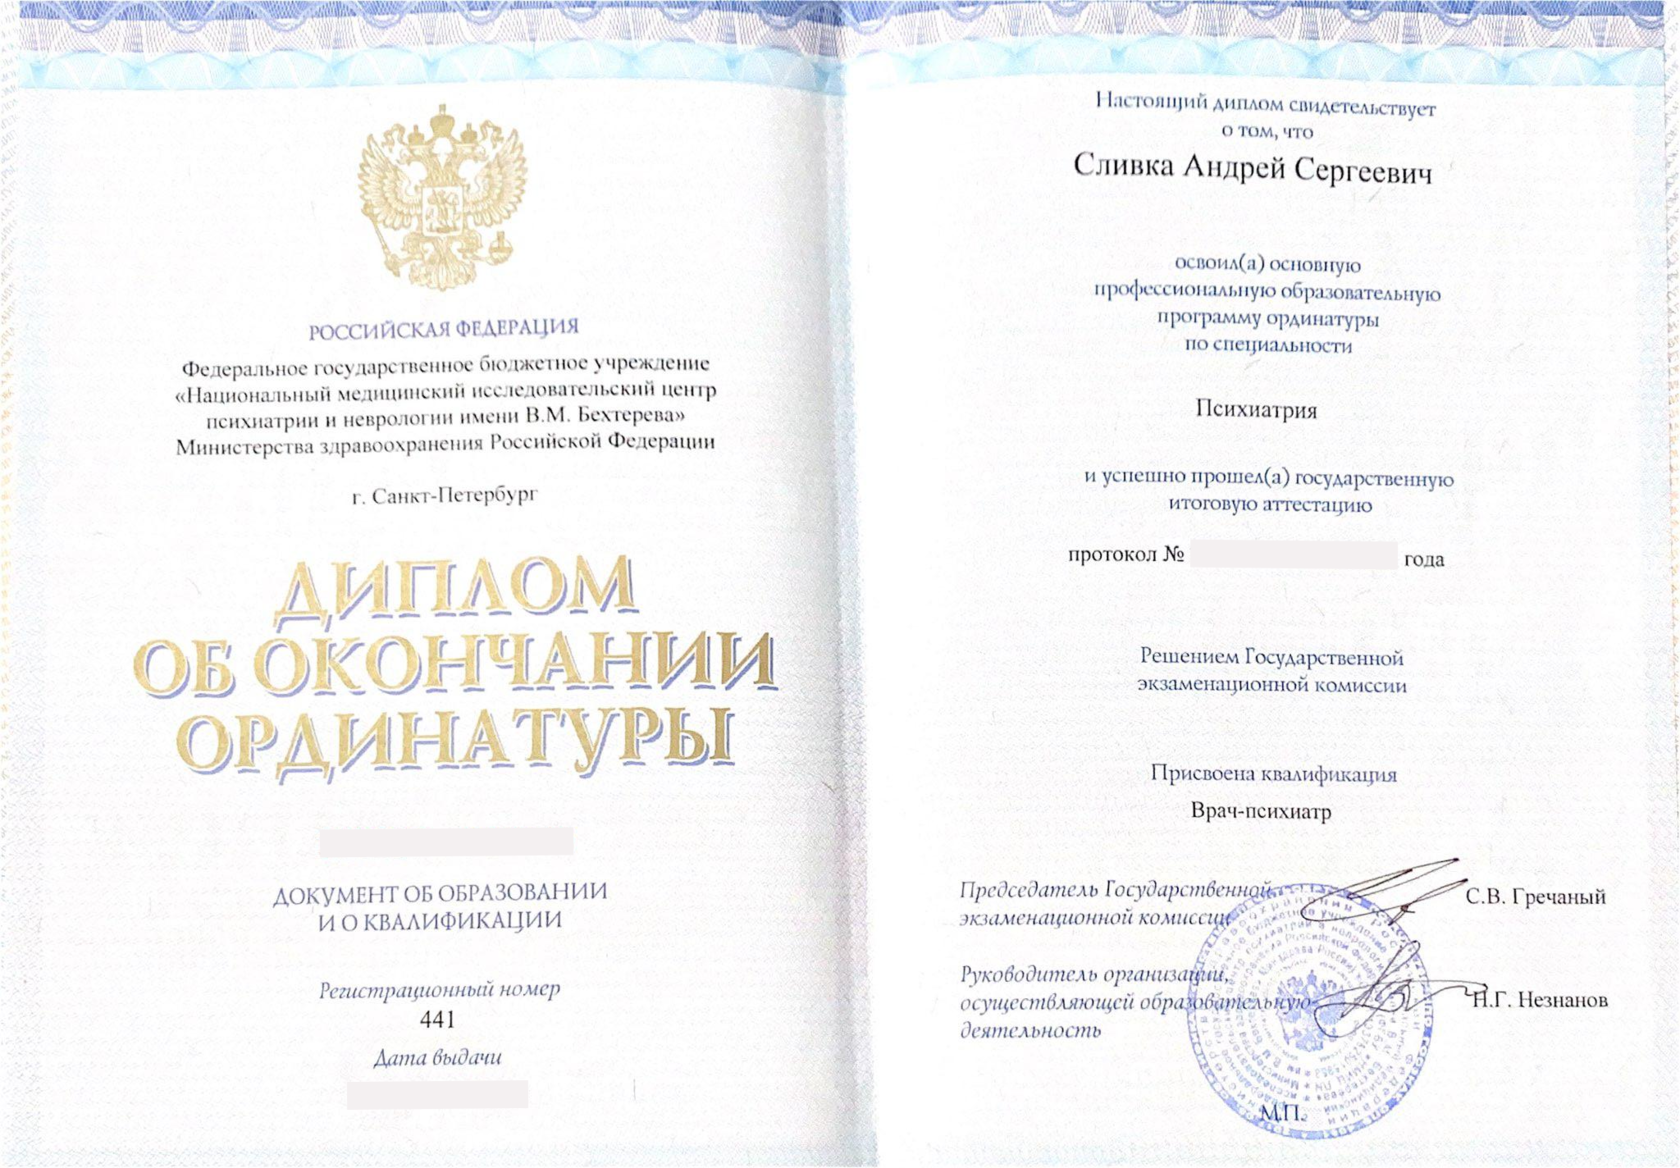 РОССИЙСКАЯ ФЕДЕРАЦИЯ
Федеральное государственное бюджетное учреждение
«Национальный медицинский исследовательский центр
психиатрии и неврологии имени В.М. Бехтерева»
Министерства здравоохранения Российской Федерации
г. Санкт-Петербург
ДИПЛОМ
ОБ ОКОНЧАНИИ
ОРДИНАТУРЫ
ДОКУМЕНТ ОБ ОБРАЗОВАНИИ
И О КВАЛИФИКАЦИИ
Регистрационный номер
441
Дата выдачи
Настоящий диплом свидетельствует
о том, что
Сливка Андрей Сергеевич
освоил(а) основную
профессиональную образовательную
программу ординатуры
по специальности
Психиатрия
и успешно прошел(а) государственную
итоговую аттестацию
протокол № года
Решением Государственной
экзаменационной комиссии
Присвоена квалификация
Врач-психиатр
Председатель Государственной
экзаменационной комиссии
С.В. Гречаный
Руководитель организации,
осуществляющей образовательную
деятельность
Н.Г. Незнанов
М.П.